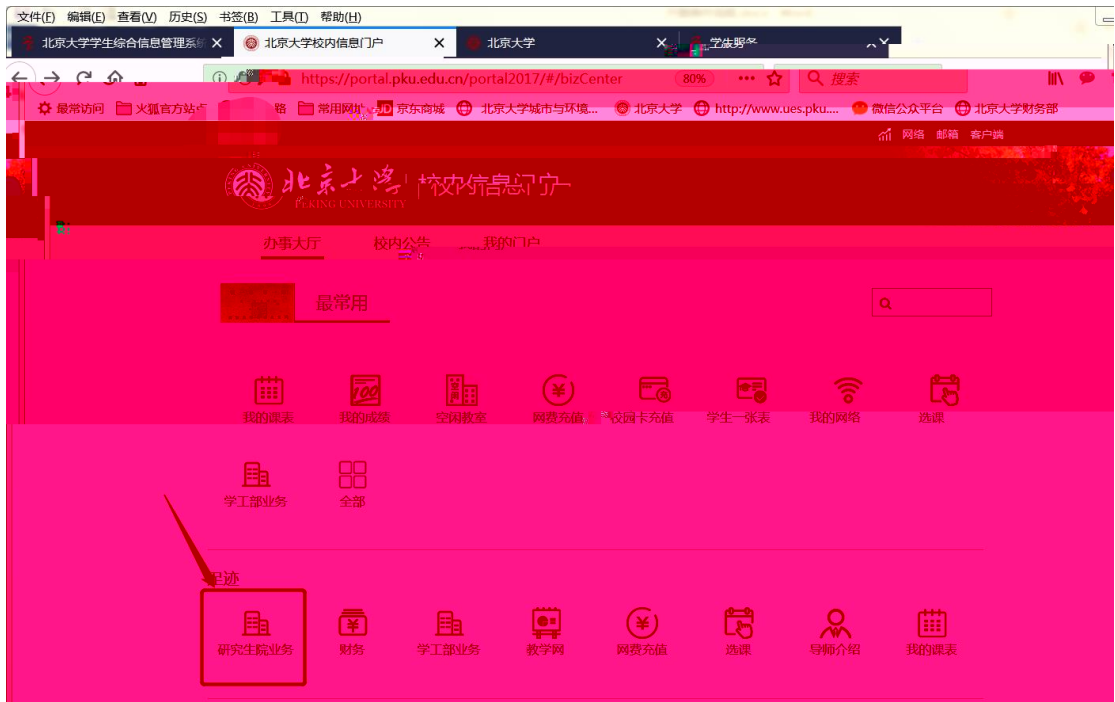 文件(F) 编辑(E) 查看(V) 历史(S) 书签(B) 工具(T) 帮助(H)
北京大学学生综合信息管理系统 北京大学校内信息门户 北京大学
https://portal.pku.edu.cn/portal2017/#/bizCenter 80% 搜索
最常访问 火狐官方站点 常用网址 JD 京东商城 北京大学城市与环境... 北京大学 http://www.ues.pku.... 微信公众平台 北京大学财务部
网络 邮箱 客户端
北京大学 校内信息门户
PEKING UNIVERSITY
办事大厅 校内公告 我的门户
最常用
我的课表 我的成绩 空闲教室 网费充值 校园卡充值 学生一张表 我的网络 选课
学工部业务 全部
足迹
研究生院业务 财务 学工部业务 教学网 网费充值 选课 导师介绍 我的课表